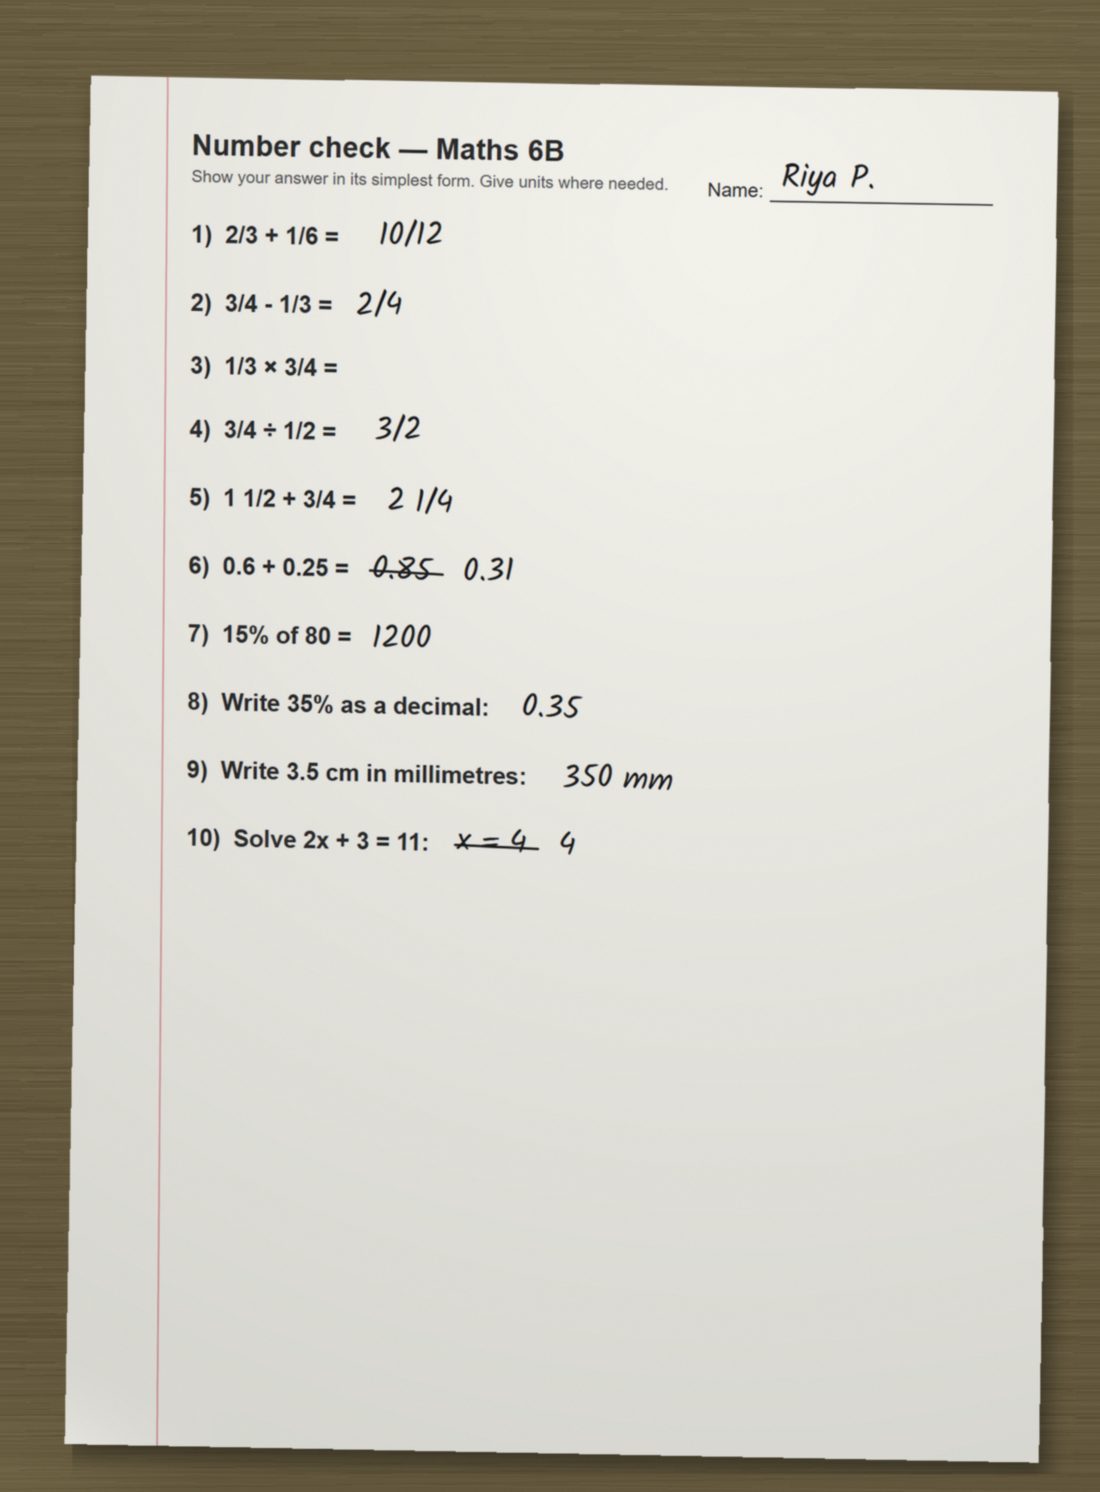 Number check — Maths 6B
Show your answer in its simplest form. Give units where needed.
Name: Riya P.
1) 2/3 + 1/6 = 10/12
2) 3/4 - 1/3 = 2/4
3) 1/3 × 3/4 =
4) 3/4 ÷ 1/2 = 3/2
5) 1 1/2 + 3/4 = 2 1/4
6) 0.6 + 0.25 = 0.85 0.31
7) 15% of 80 = 1200
8) Write 35% as a decimal: 0.35
9) Write 3.5 cm in millimetres: 350 mm
10) Solve 2x + 3 = 11: x = 4 4